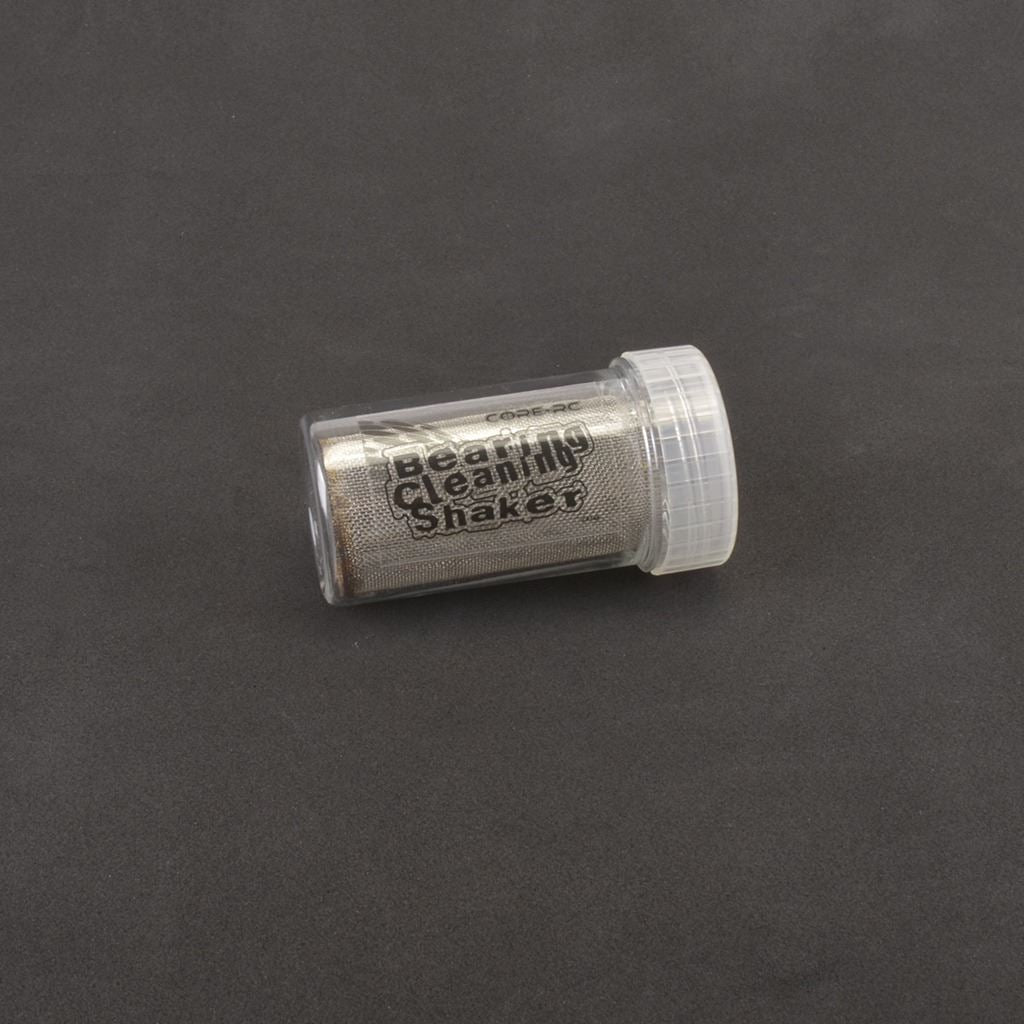 CORE-RC
Bearing
Cleaning
Shaker